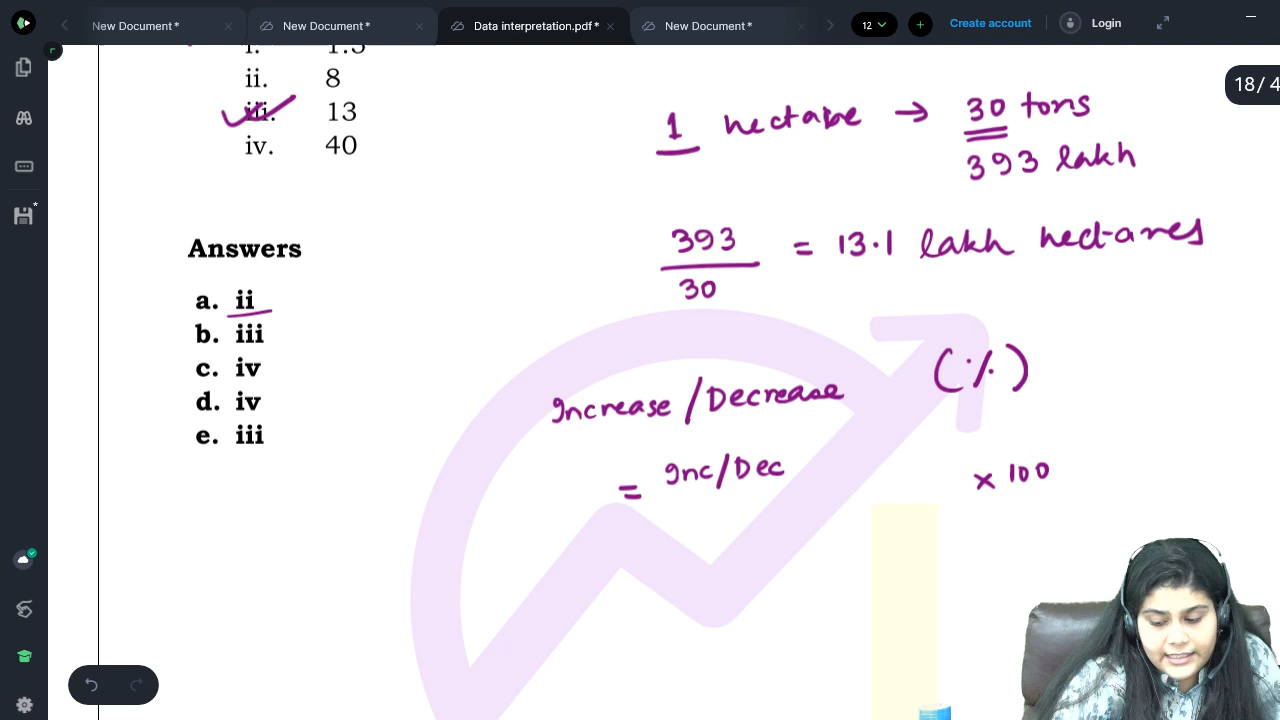 New Document* New Document* Data interpretation.pdf* New Document* 12 Create account Login
18/4
ii. 8
iii. 13
iv. 40
1 hectare → 30 tons
393 lakh
393
30
= 13.1 lakh hectares
Answers
a. ii
b. iii
c. iv
d. iv
e. iii
(%)
Increase/Decrease
= Inc/Dec × 100